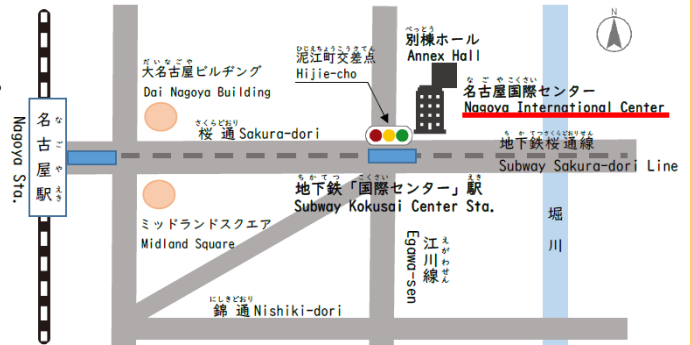 べっとう
別棟ホール
Annex Hall
ひじえちょうこうさてん
泥江町交差点
Hijie-cho
だいなごや
大名古屋ビルヂング
Dai Nagoya Building
なごやこくさい
名古屋国際センター
Nagoya International Center
さくらどおり
桜通 Sakura-dori
ちかてつさくらどおりせん
地下鉄桜通線
Subway Sakura-dori Line
なごやえき
名古屋駅
Nagoya Sta.
ちかてつ こくさい えき
地下鉄「国際センター」駅
Subway Kokusai Center Sta.
ミッドランドスクエア
Midland Square
堀川
えがわせん
江川線
Egawa-sen
にしきどおり
錦通 Nishiki-dori
N